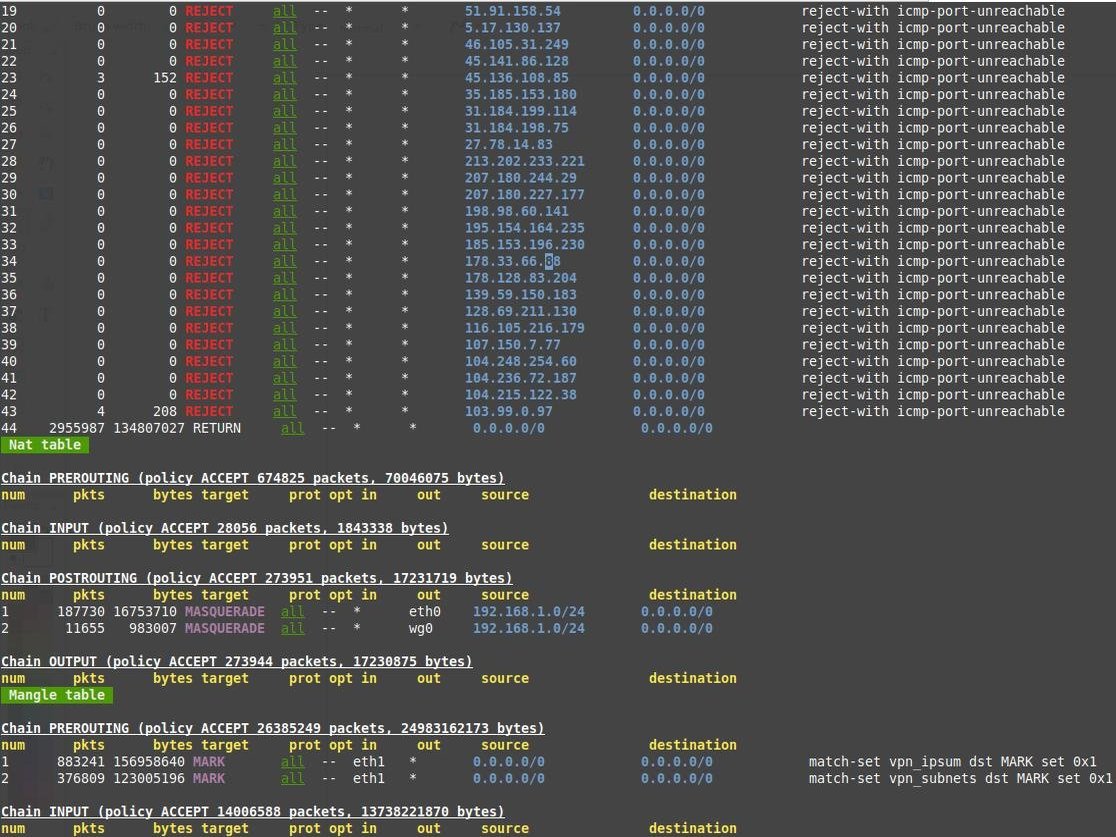 19 0 0 REJECT all -- * * 51.91.158.54 0.0.0.0/0 reject-with icmp-port-unreachable
20 0 0 REJECT all -- * * 5.17.130.137 0.0.0.0/0 reject-with icmp-port-unreachable
21 0 0 REJECT all -- * * 46.105.31.249 0.0.0.0/0 reject-with icmp-port-unreachable
22 0 0 REJECT all -- * * 45.141.86.128 0.0.0.0/0 reject-with icmp-port-unreachable
23 3 152 REJECT all -- * * 45.136.108.85 0.0.0.0/0 reject-with icmp-port-unreachable
24 0 0 REJECT all -- * * 35.185.153.180 0.0.0.0/0 reject-with icmp-port-unreachable
25 0 0 REJECT all -- * * 31.184.199.114 0.0.0.0/0 reject-with icmp-port-unreachable
26 0 0 REJECT all -- * * 31.184.198.75 0.0.0.0/0 reject-with icmp-port-unreachable
27 0 0 REJECT all -- * * 27.78.14.83 0.0.0.0/0 reject-with icmp-port-unreachable
28 0 0 REJECT all -- * * 213.202.233.221 0.0.0.0/0 reject-with icmp-port-unreachable
29 0 0 REJECT all -- * * 207.180.244.29 0.0.0.0/0 reject-with icmp-port-unreachable
30 0 0 REJECT all -- * * 207.180.227.177 0.0.0.0/0 reject-with icmp-port-unreachable
31 0 0 REJECT all -- * * 198.98.60.141 0.0.0.0/0 reject-with icmp-port-unreachable
32 0 0 REJECT all -- * * 195.154.164.235 0.0.0.0/0 reject-with icmp-port-unreachable
33 0 0 REJECT all -- * * 185.153.196.230 0.0.0.0/0 reject-with icmp-port-unreachable
34 0 0 REJECT all -- * * 178.33.66.88 0.0.0.0/0 reject-with icmp-port-unreachable
35 0 0 REJECT all -- * * 178.128.83.204 0.0.0.0/0 reject-with icmp-port-unreachable
36 0 0 REJECT all -- * * 139.59.150.183 0.0.0.0/0 reject-with icmp-port-unreachable
37 0 0 REJECT all -- * * 128.69.211.130 0.0.0.0/0 reject-with icmp-port-unreachable
38 0 0 REJECT all -- * * 116.105.216.179 0.0.0.0/0 reject-with icmp-port-unreachable
39 0 0 REJECT all -- * * 107.150.7.77 0.0.0.0/0 reject-with icmp-port-unreachable
40 0 0 REJECT all -- * * 104.248.254.60 0.0.0.0/0 reject-with icmp-port-unreachable
41 0 0 REJECT all -- * * 104.236.72.187 0.0.0.0/0 reject-with icmp-port-unreachable
42 0 0 REJECT all -- * * 104.215.122.38 0.0.0.0/0 reject-with icmp-port-unreachable
43 4 208 REJECT all -- * * 103.99.0.97 0.0.0.0/0 reject-with icmp-port-unreachable
44 2955987 134807027 RETURN all -- * * 0.0.0.0/0 0.0.0.0/0
Nat table
Chain PREROUTING (policy ACCEPT 674825 packets, 70046075 bytes)
num pkts bytes target prot opt in out source destination
Chain INPUT (policy ACCEPT 28056 packets, 1843338 bytes)
num pkts bytes target prot opt in out source destination
Chain POSTROUTING (policy ACCEPT 273951 packets, 17231719 bytes)
num pkts bytes target prot opt in out source destination
1 187730 16753710 MASQUERADE all -- * eth0 192.168.1.0/24 0.0.0.0/0
2 11655 983007 MASQUERADE all -- * wg0 192.168.1.0/24 0.0.0.0/0
Chain OUTPUT (policy ACCEPT 273944 packets, 17230875 bytes)
num pkts bytes target prot opt in out source destination
Mangle table
Chain PREROUTING (policy ACCEPT 26385249 packets, 24983162173 bytes)
num pkts bytes target prot opt in out source destination
1 883241 156958640 MARK all -- eth1 * 0.0.0.0/0 0.0.0.0/0 match-set vpn_ipsum dst MARK set 0x1
2 376809 123005196 MARK all -- eth1 * 0.0.0.0/0 0.0.0.0/0 match-set vpn_subnets dst MARK set 0x1
Chain INPUT (policy ACCEPT 14006588 packets, 13738221870 bytes)
num pkts bytes target prot opt in out source destination